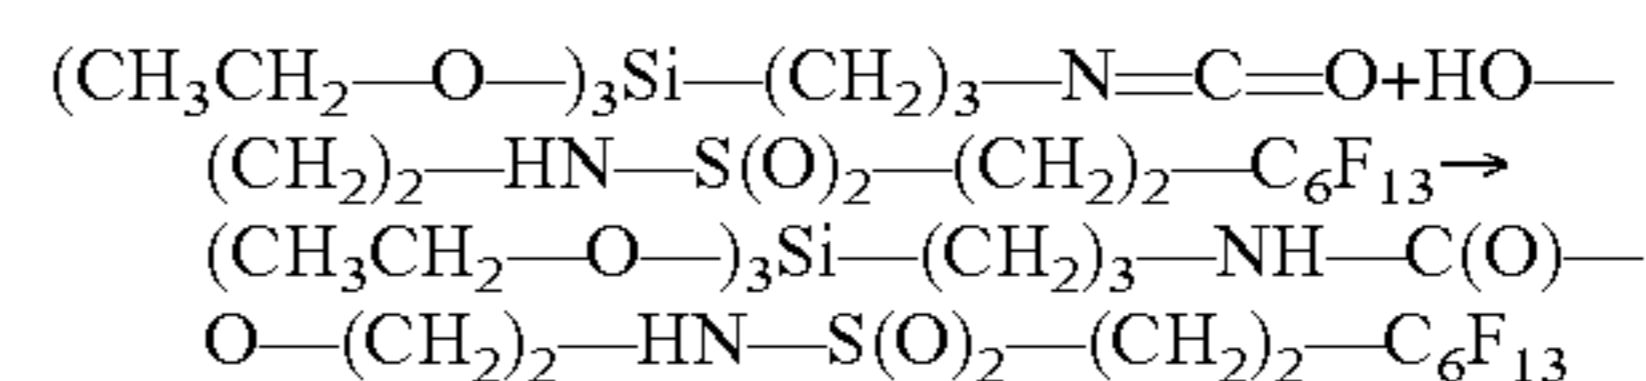 (CH₃CH₂—O—)₃Si—(CH₂)₃—N=C=O+HO—
(CH₂)₂—HN—S(O)₂—(CH₂)₂—C₆F₁₃→
(CH₃CH₂—O—)₃Si—(CH₂)₃—NH—C(O)—
O—(CH₂)₂—HN—S(O)₂—(CH₂)₂—C₆F₁₃